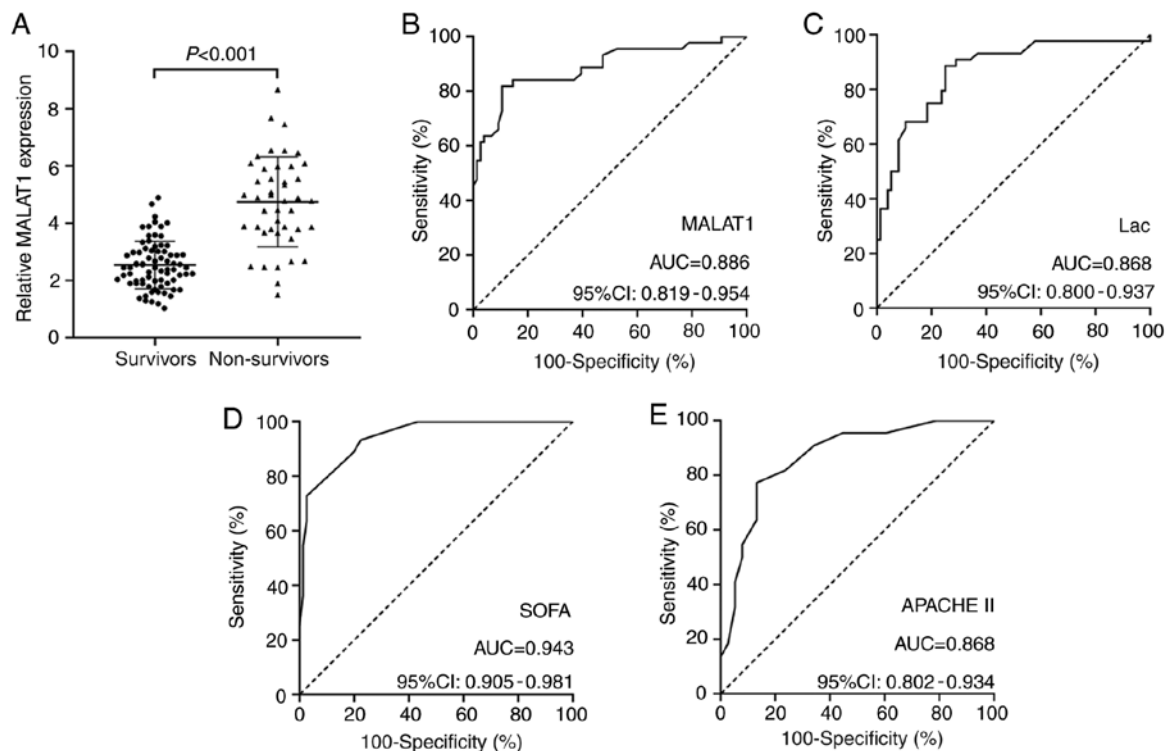 A
P<0.001
Relative MALAT1 expression
10
8
6
4
2
0
Survivors
Non-survivors
B
Sensitivity (%)
100
80
60
40
20
0
MALAT1
AUC=0.886
95%CI: 0.819-0.954
0 20 40 60 80 100
100-Specificity (%)
C
Sensitivity (%)
100
80
60
40
20
0
Lac
AUC=0.868
95%CI: 0.800-0.937
0 20 40 60 80 100
100-Specificity (%)
D
Sensitivity (%)
100
80
60
40
20
0
SOFA
AUC=0.943
95%CI: 0.905-0.981
0 20 40 60 80 100
100-Specificity (%)
E
Sensitivity (%)
100
80
60
40
20
0
APACHE II
AUC=0.868
95%CI: 0.802-0.934
0 20 40 60 80 100
100-Specificity (%)